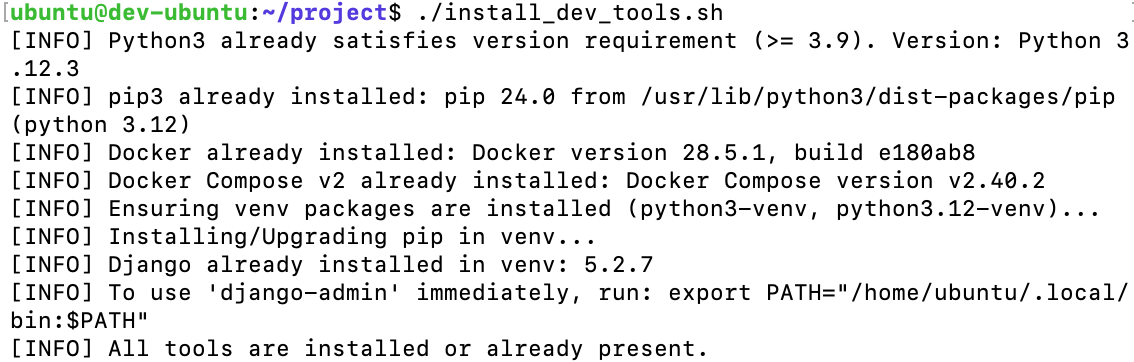 ubuntu@dev-ubuntu:~/project$ ./install_dev_tools.sh
[INFO] Python3 already satisfies version requirement (>= 3.9). Version: Python 3
.12.3
[INFO] pip3 already installed: pip 24.0 from /usr/lib/python3/dist-packages/pip
(python 3.12)
[INFO] Docker already installed: Docker version 28.5.1, build e180ab8
[INFO] Docker Compose v2 already installed: Docker Compose version v2.40.2
[INFO] Ensuring venv packages are installed (python3-venv, python3.12-venv)...
[INFO] Installing/Upgrading pip in venv...
[INFO] Django already installed in venv: 5.2.7
[INFO] To use 'django-admin' immediately, run: export PATH="/home/ubuntu/.local/
bin:$PATH"
[INFO] All tools are installed or already present.